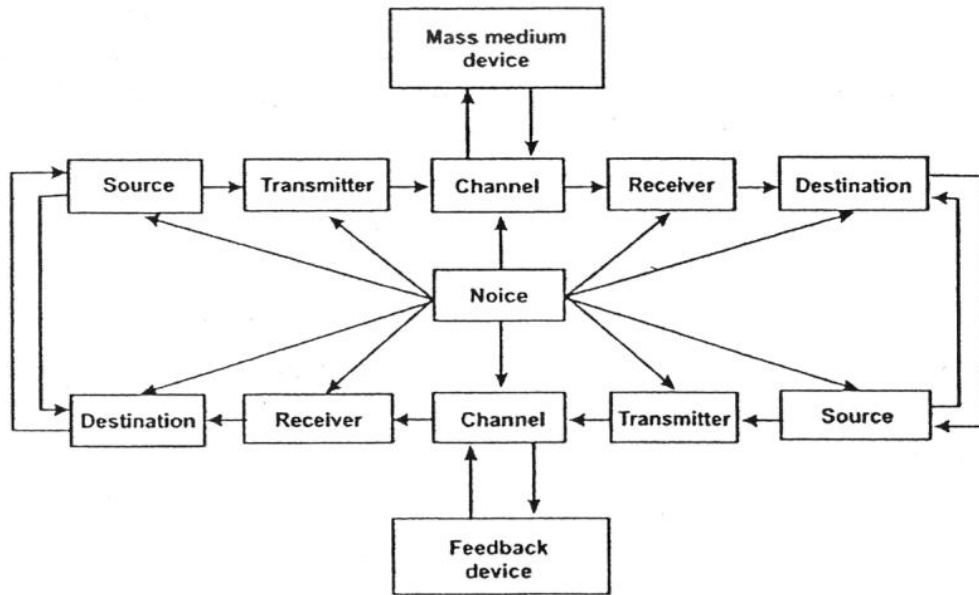 Mass medium
device
Source
Transmitter
Channel
Receiver
Destination
Noice
Destination
Receiver
Channel
Transmitter
Source
Feedback
device